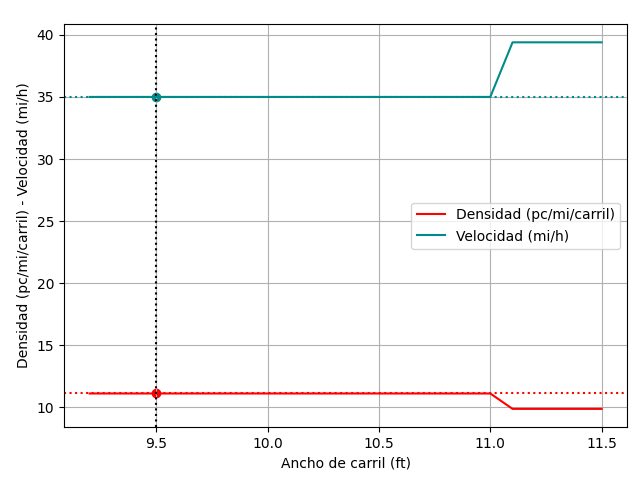 40
35
30
25
20
15
10
Densidad (pc/mi/carril) - Velocidad (mi/h)
Densidad (pc/mi/carril)
Velocidad (mi/h)
9.5 10.0 10.5 11.0 11.5
Ancho de carril (ft)